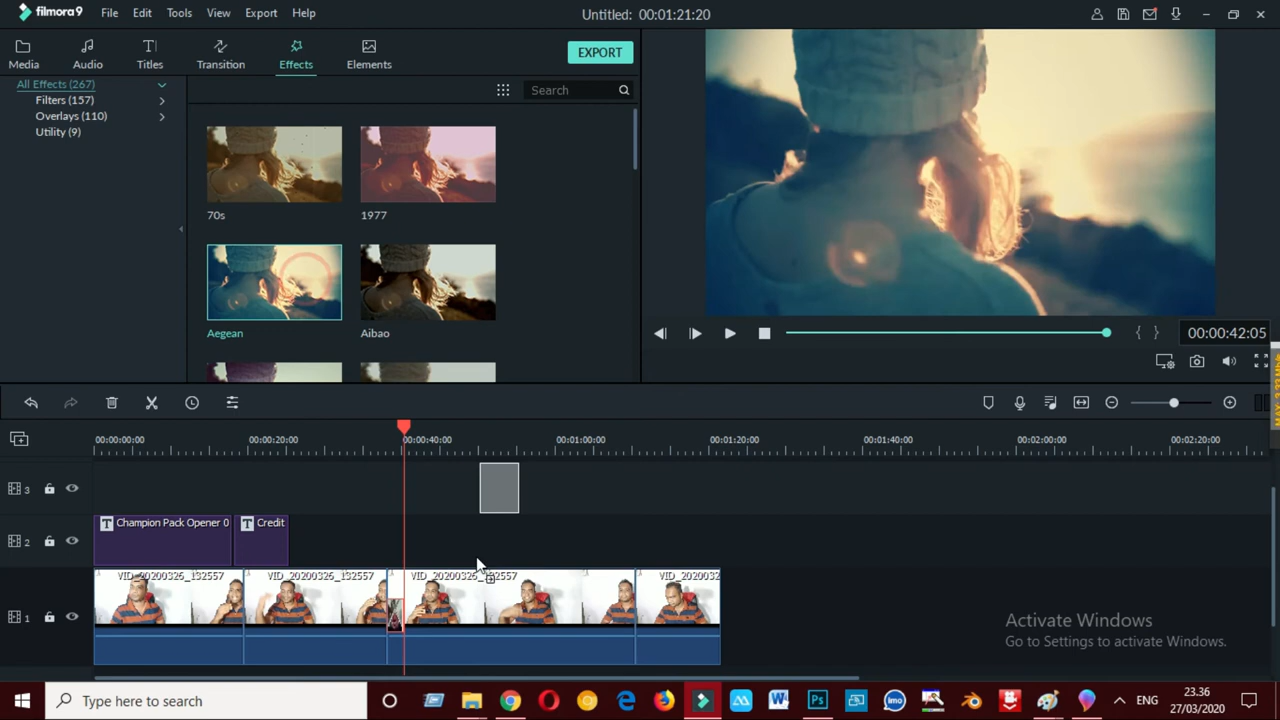 filmora9 File Edit Tools View Export Help Untitled: 00:01:21:20
Media Audio Titles Transition Effects Elements EXPORT
All Effects (267)
Filters (157)
Overlays (110)
Utility (9)
Search
70s 1977
Aegean Aibao
00:00:42:05
00:00:00:00 00:00:20:00 00:00:40:00 00:01:00:00 00:01:20:00 00:01:40:00 00:02:00:00 00:02:20:00
3
2 T Champion Pack Opener 0 T Credit
1 VID_20200326_132557 VID_20200326_132557 VID_20200326_132557 VID_2020032
Activate Windows
Go to Settings to activate Windows.
Type here to search
ENG
23.36
27/03/2020